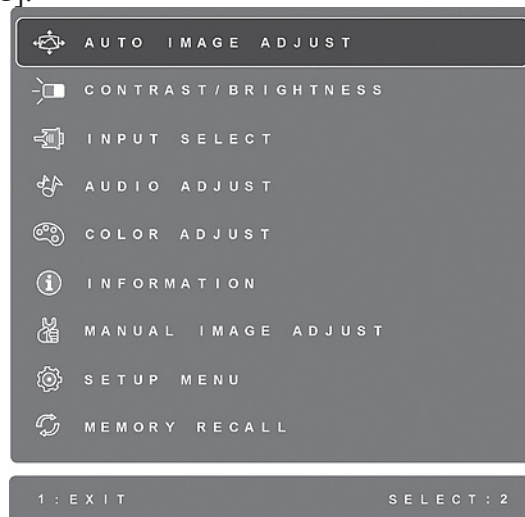 AUTO IMAGE ADJUST
CONTRAST/BRIGHTNESS
INPUT SELECT
AUDIO ADJUST
COLOR ADJUST
INFORMATION
MANUAL IMAGE ADJUST
SETUP MENU
MEMORY RECALL
1:EXIT SELECT:2